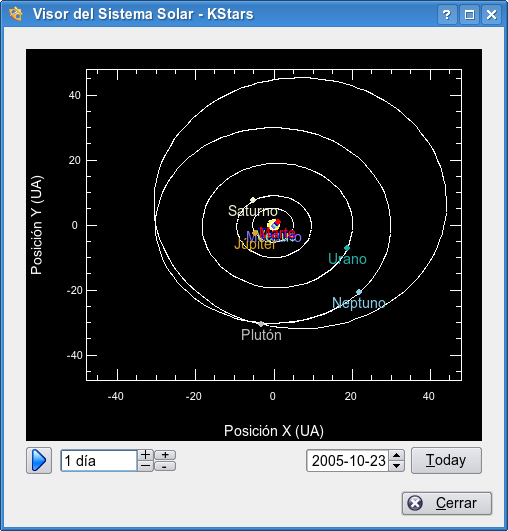 Visor del Sistema Solar - KStars
Posición Y (UA)
40
20
0
-20
-40
Saturno
Marte
Júpiter
Urano
Neptuno
Plutón
-40
-20
0
20
40
Posición X (UA)
1 día
2005-10-23
Today
Cerrar